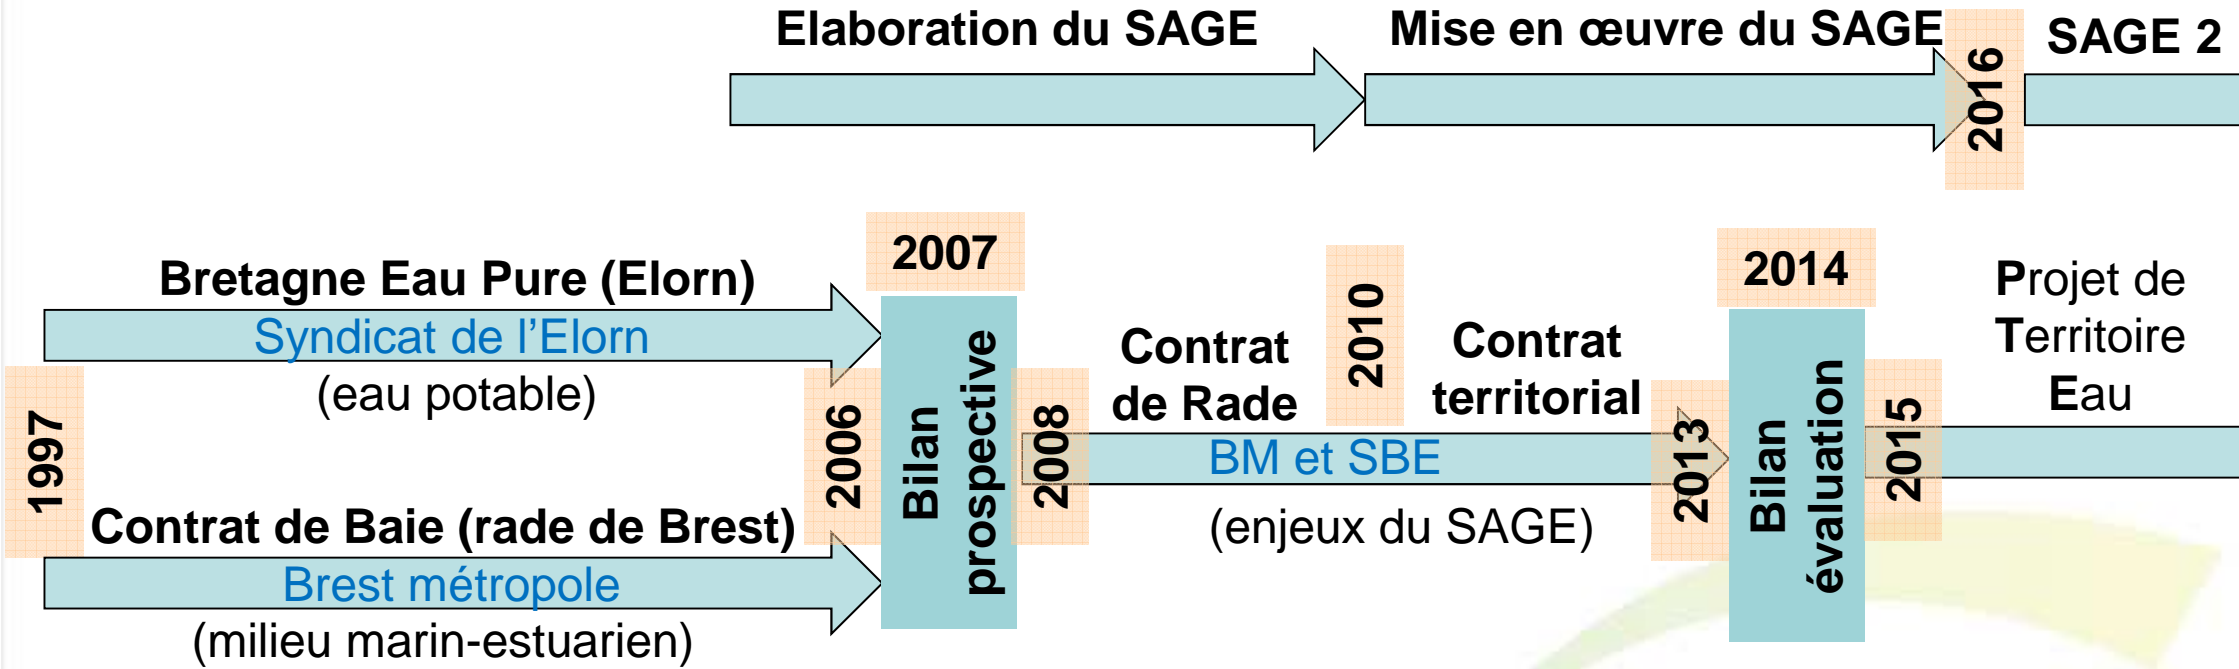 Elaboration du SAGE
Mise en œuvre du SAGE
2016
SAGE 2
1997
Bretagne Eau Pure (Elorn)
Syndicat de l’Elorn
(eau potable)
Contrat de Baie (rade de Brest)
Brest métropole
(milieu marin-estuarien)
2006
2007
Bilan
prospective
2008
Contrat
de Rade
2010
Contrat
territorial
BM et SBE
(enjeux du SAGE)
2013
2014
Bilan
évaluation
2015
Projet de
Territoire
Eau